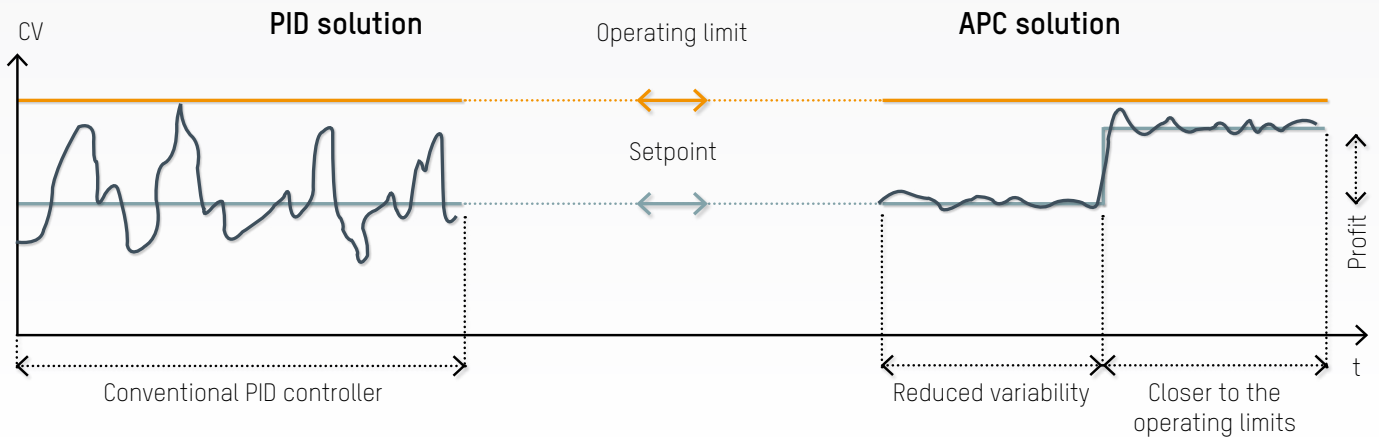 CV
PID solution
Operating limit
APC solution
Setpoint
Profit
t
Conventional PID controller
Reduced variability
Closer to the
operating limits